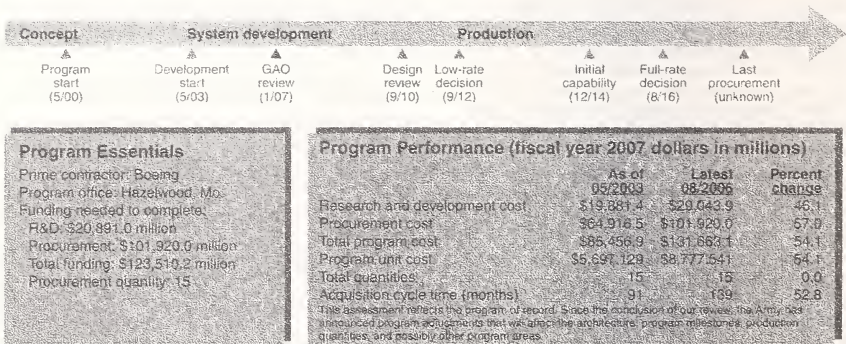 Concept System development Production
Program start (5/00)
Development start (5/03)
GAO review (1/07)
Design review (9/10)
Low-rate decision (9/12)
Initial capability (12/14)
Full-rate decision (8/16)
Last procurement (unknown)
Program Essentials
Prime contractor: Boeing
Program office: Hazelwood, Mo.
Funding needed to complete:
R&D: $20,891.0 million
Procurement: $101,920.0 million
Total funding: $123,510.2 million
Procurement quantity: 15
Program Performance (fiscal year 2007 dollars in millions)
As of 05/2003 Latest 08/2006 Percent change
Research and development cost $19,881.4 $29,043.9 46.1
Procurement cost $64,916.5 $101,920.0 57.0
Total program cost $85,456.9 $131,663.1 54.1
Program unit cost $5,697.129 $8,777.541 54.1
Total quantities 15 15 0.0
Acquisition cycle time (months) 91 139 52.8
This assessment reflects the program of record. Since the conclusion of our review, the Army has
announced program adjustments that will affect the architecture, program milestones, production
quantities, and possibly other program areas.